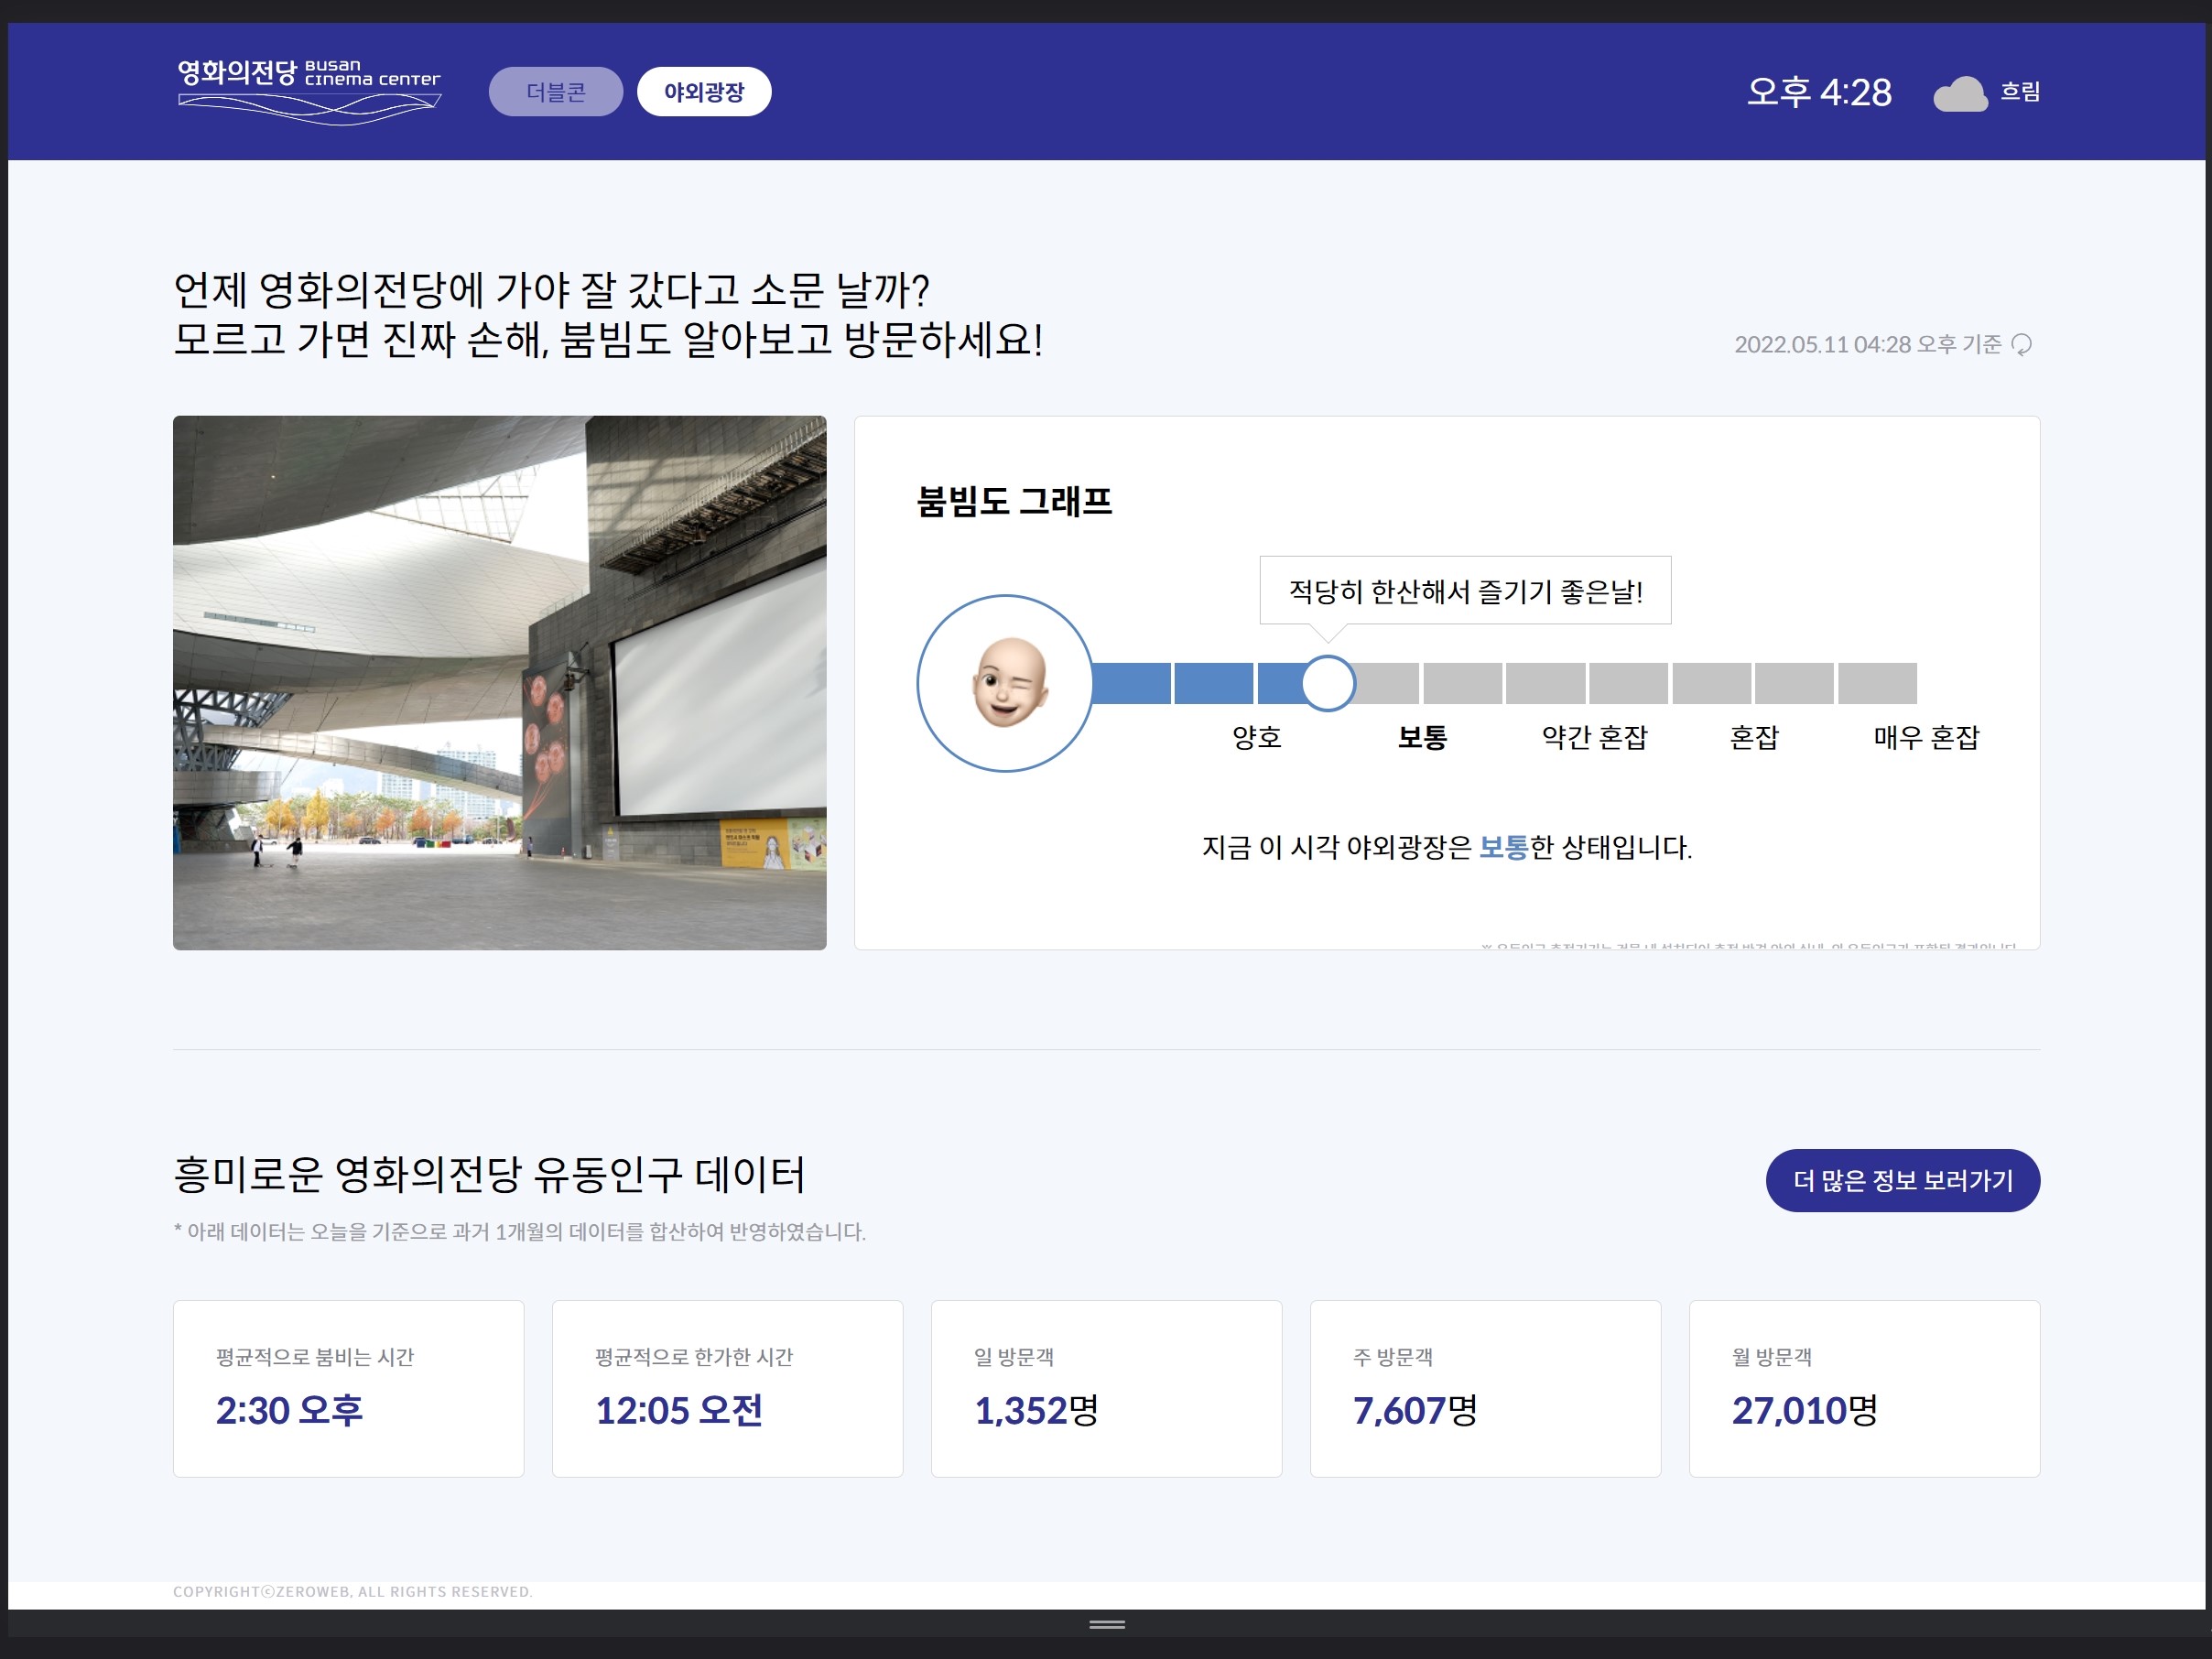 영화의전당 BUSAN
CINEMA CENTER
더블콘
야외광장
오후 4:28
흐림
언제 영화의전당에 가야 잘 갔다고 소문 날까?
모르고 가면 진짜 손해, 붐빔도 알아보고 방문하세요!
2022.05.11 04:28 오후 기준
붐빔도 그래프
적당히 한산해서 즐기기 좋은날!
양호
보통
약간 혼잡
혼잡
매우 혼잡
지금 이 시각 야외광장은 보통한 상태입니다.
흥미로운 영화의전당 유동인구 데이터
더 많은 정보 보러가기
* 아래 데이터는 오늘을 기준으로 과거 1개월의 데이터를 합산하여 반영하였습니다.
평균적으로 붐비는 시간
2:30 오후
평균적으로 한가한 시간
12:05 오전
일 방문객
1,352명
주 방문객
7,607명
월 방문객
27,010명
COPYRIGHTⓒZEROWEB, ALL RIGHTS RESERVED.